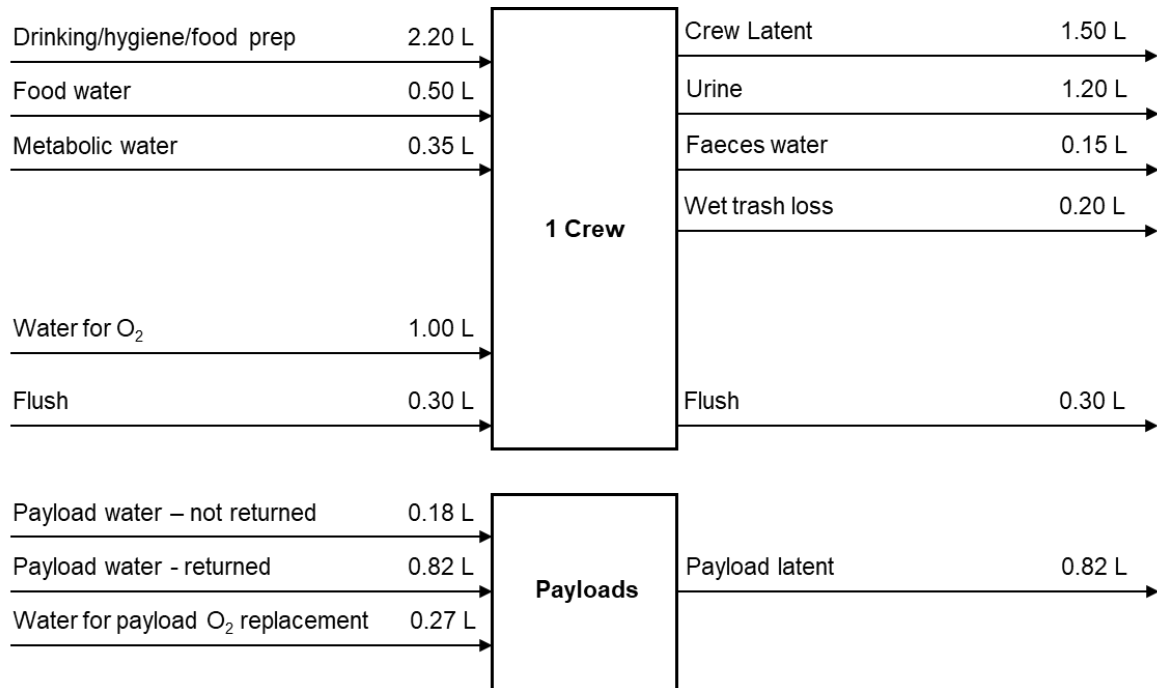 Drinking/hygiene/food prep 2.20 L
Food water 0.50 L
Metabolic water 0.35 L
Water for O₂ 1.00 L
Flush 0.30 L
1 Crew
Crew Latent 1.50 L
Urine 1.20 L
Faeces water 0.15 L
Wet trash loss 0.20 L
Flush 0.30 L
Payload water – not returned 0.18 L
Payload water - returned 0.82 L
Water for payload O₂ replacement 0.27 L
Payloads
Payload latent 0.82 L